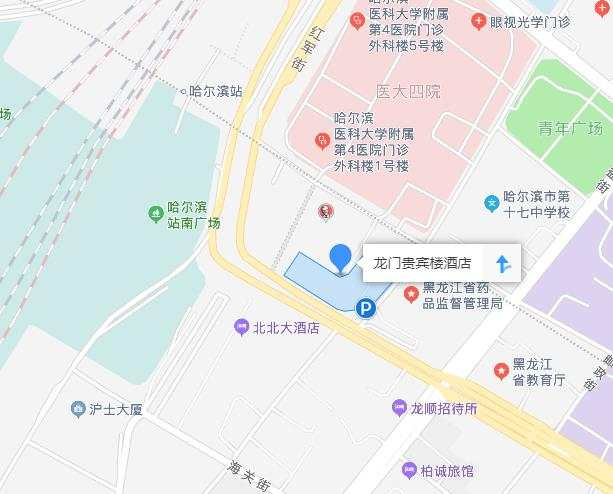 哈尔滨
医科大学附属
第4医院门诊
外科楼5号楼
眼视光学门诊
红军街
医大四院
哈尔滨站
哈尔滨
医科大学附属
第4医院门诊
外科楼1号楼
青年广场
场
哈尔滨
站南广场
哈尔滨市第
十七中学校
街
龙门贵宾楼酒店
黑龙江省药
品监督管理局
P
北北大酒店
黑龙江
省教育厅
邮政街
沪士大厦
龙顺招待所
海关街
柏诚旅馆